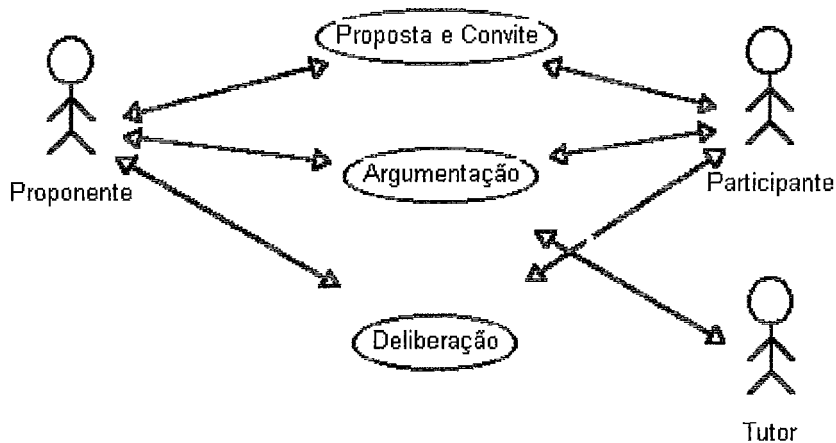 Proposta e Convite
Proponente
Argumentação
Participante
Deliberação
Tutor